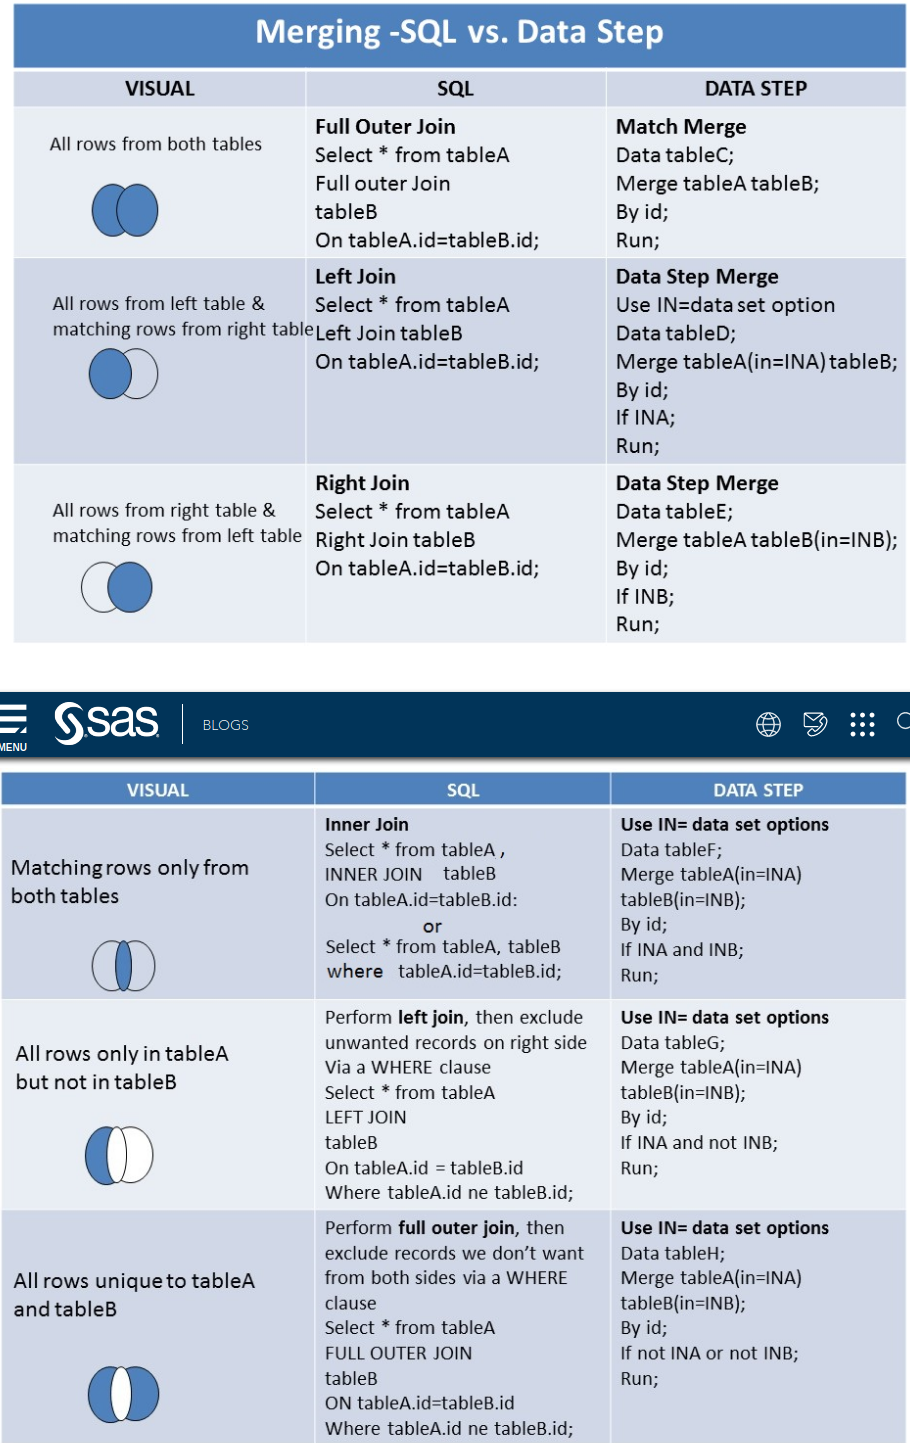 Merging -SQL vs. Data Step
VISUAL
SQL
DATA STEP
All rows from both tables
Full Outer Join
Select * from tableA
Full outer Join
tableB
On tableA.id=tableB.id;
Match Merge
Data tableC;
Merge tableA tableB;
By id;
Run;
All rows from left table &
matching rows from right table
Left Join
Select * from tableA
Left Join tableB
On tableA.id=tableB.id;
Data Step Merge
Use IN=data set option
Data tableD;
Merge tableA(in=INA) tableB;
By id;
If INA;
Run;
All rows from right table &
matching rows from left table
Right Join
Select * from tableA
Right Join tableB
On tableA.id=tableB.id;
Data Step Merge
Data tableE;
Merge tableA tableB(in=INB);
By id;
If INB;
Run;
MENU
sas
BLOGS
VISUAL
SQL
DATA STEP
Matching rows only from
both tables
Inner Join
Select * from tableA ,
INNER JOIN tableB
On tableA.id=tableB.id:
or
Select * from tableA, tableB
where tableA.id=tableB.id;
Use IN= data set options
Data tableF;
Merge tableA(in=INA)
tableB(in=INB);
By id;
If INA and INB;
Run;
All rows only in tableA
but not in tableB
Perform left join, then exclude
unwanted records on right side
Via a WHERE clause
Select * from tableA
LEFT JOIN
tableB
On tableA.id = tableB.id
Where tableA.id ne tableB.id;
Use IN= data set options
Data tableG;
Merge tableA(in=INA)
tableB(in=INB);
By id;
If INA and not INB;
Run;
All rows unique to tableA
and tableB
Perform full outer join, then
exclude records we don't want
from both sides via a WHERE
clause
Select * from tableA
FULL OUTER JOIN
tableB
ON tableA.id=tableB.id
Where tableA.id ne tableB.id;
Use IN= data set options
Data tableH;
Merge tableA(in=INA)
tableB(in=INB);
By id;
If not INA or not INB;
Run;